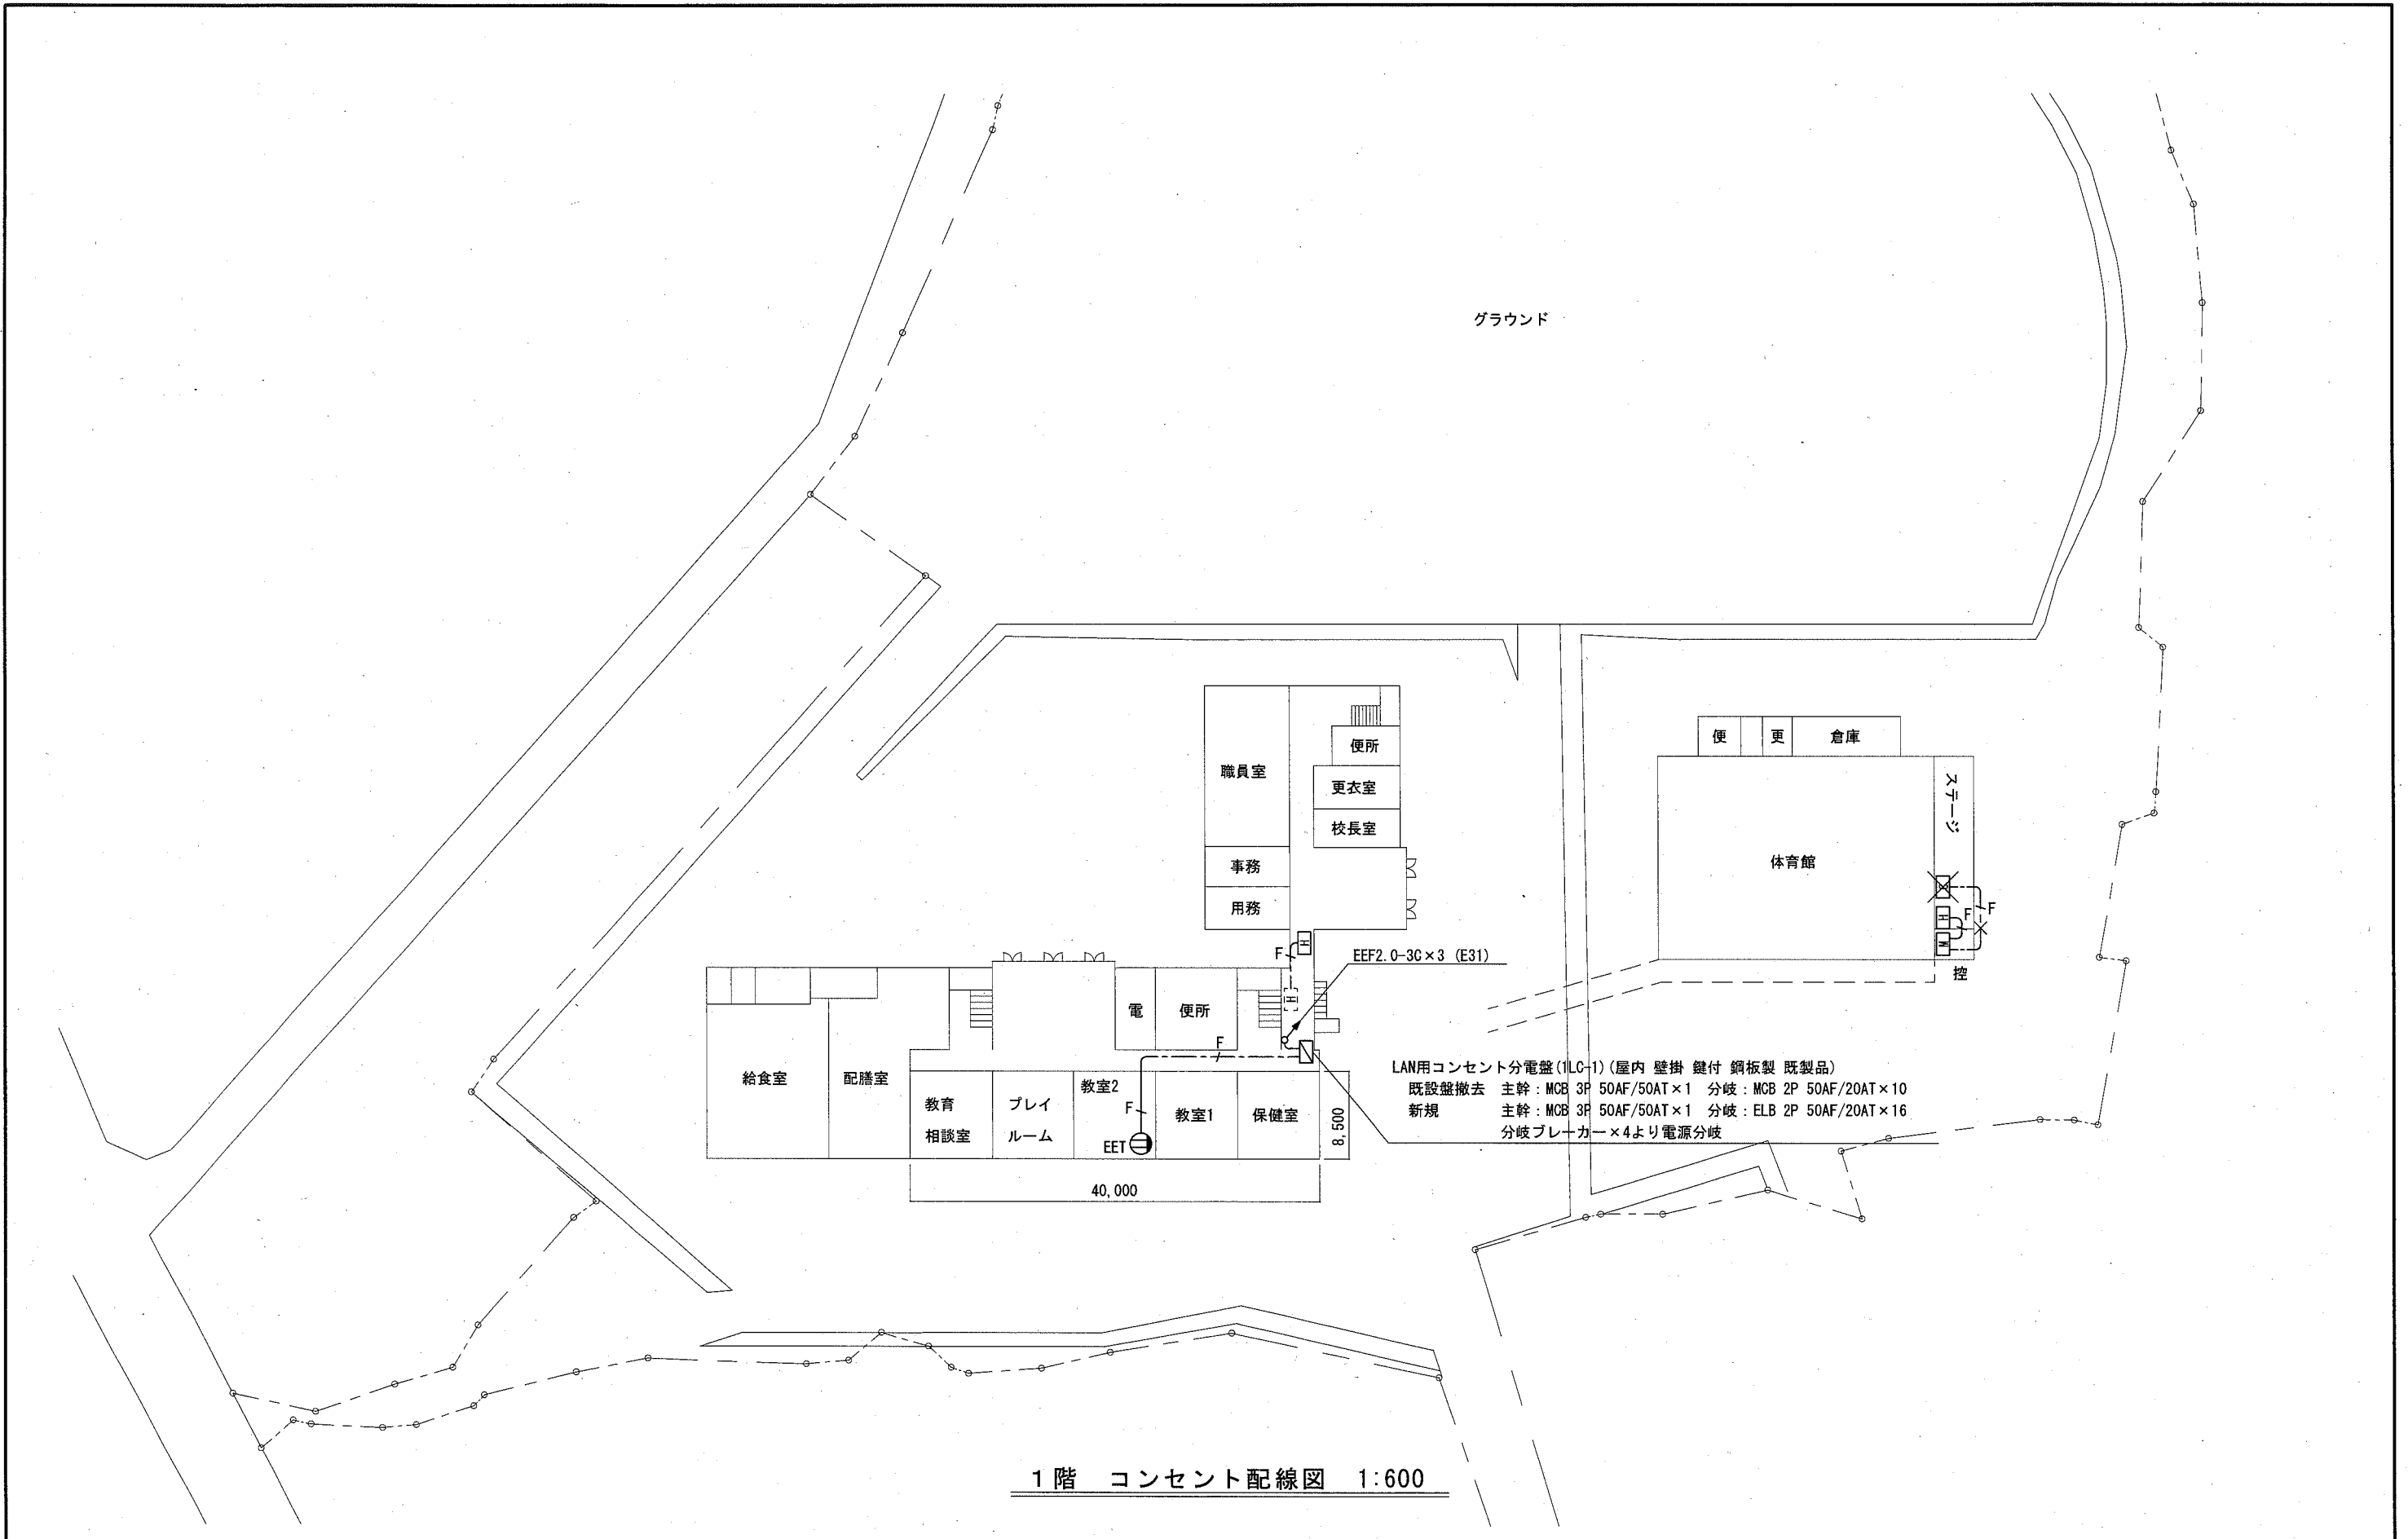 グラウンド
職員室
便所
更衣室
校長室
事務
用務
便
更
倉庫
ステージ
体育館
F
F
控
H
H
F
H
H
EEF2.0-3C×3 (E31)
電
便所
F
給食室
配膳室
教育
相談室
プレイ
ルーム
教室2
F
EET
教室1
保健室
8,500
40,000
LAN用コンセント分電盤(1LC-1)(屋内 壁掛 鍵付 鋼板製 既製品)
既設盤撤去 主幹：MCB 3P 50AF/50AT×1 分岐：MCB 2P 50AF/20AT×10
新規 主幹：MCB 3P 50AF/50AT×1 分岐：ELB 2P 50AF/20AT×16
分岐ブレーカー×4より電源分岐
1階 コンセント配線図 1:600